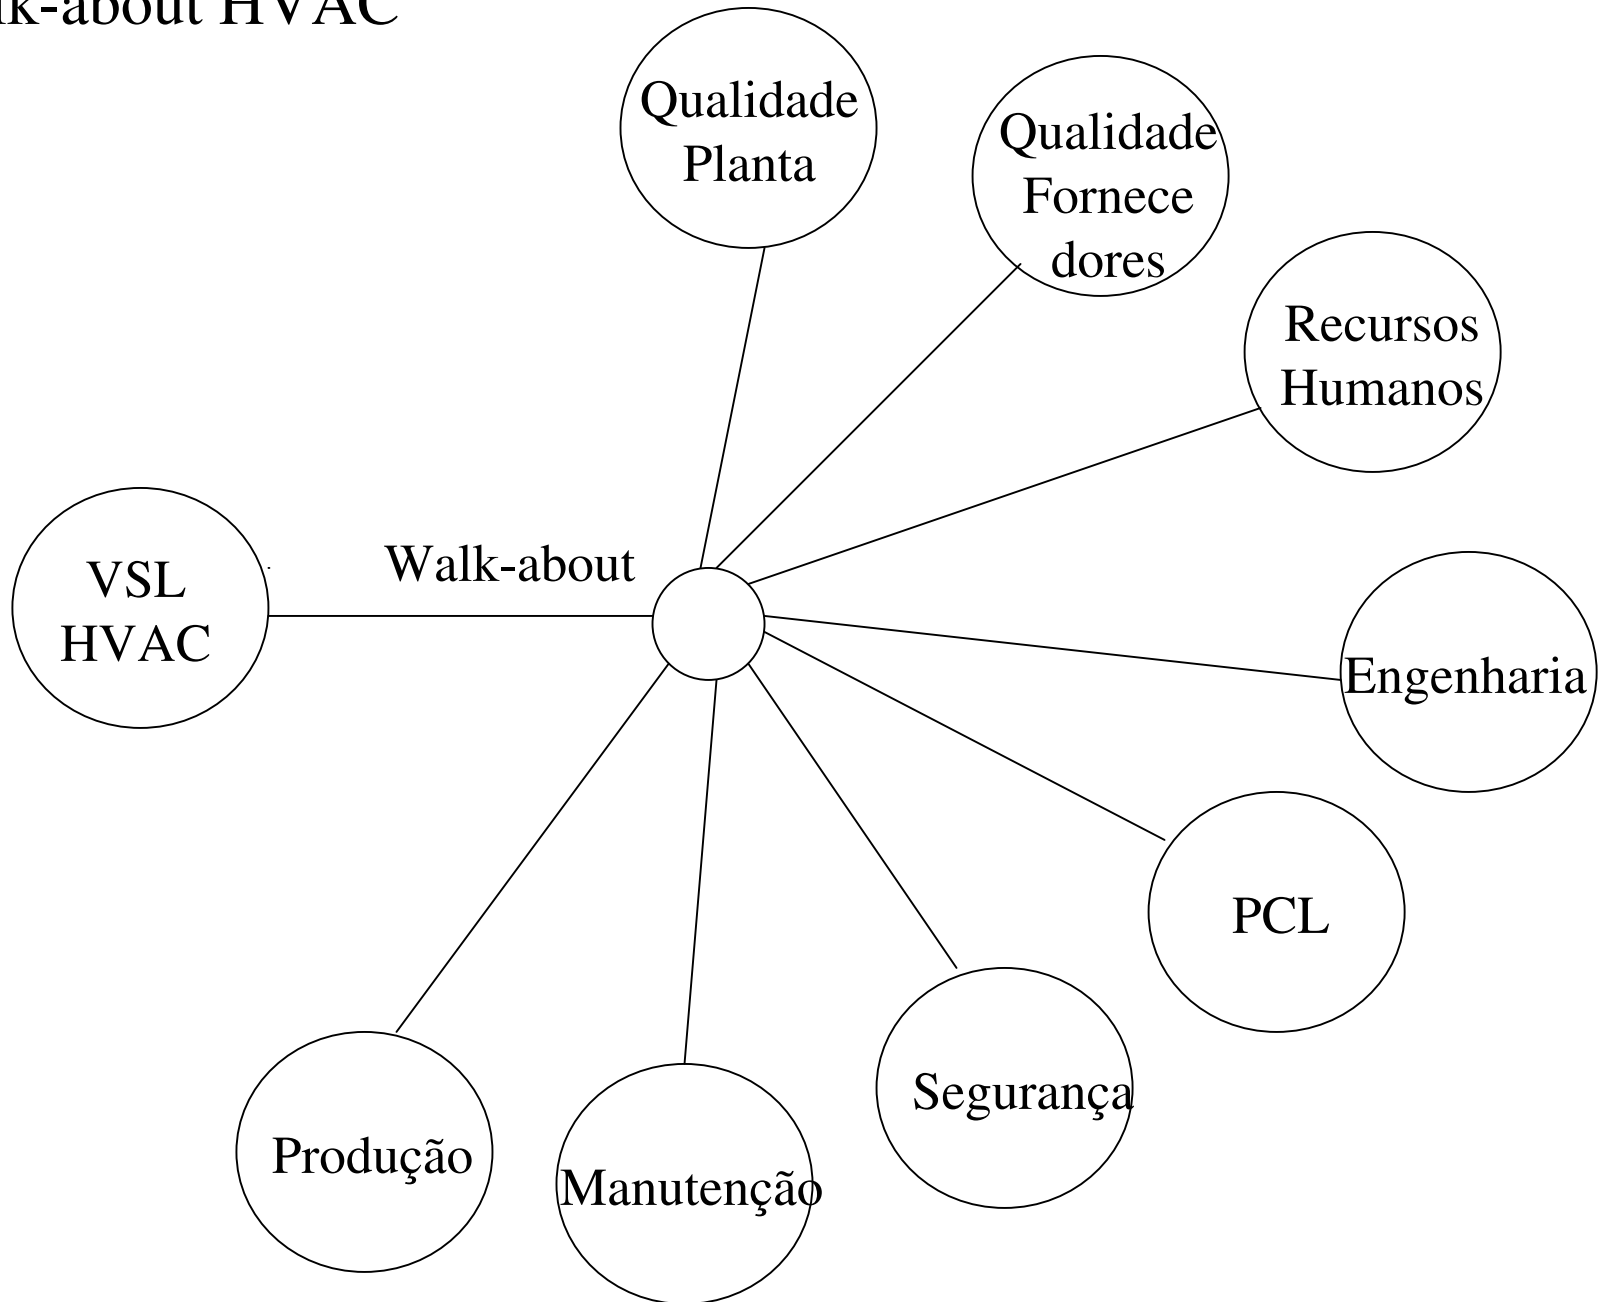 lk-about HVAC
Qualidade
Planta
Qualidade
Fornece
dores
Recursos
Humanos
Walk-about
VSL
HVAC
Engenharia
PCL
Segurança
Produção
Manutenção